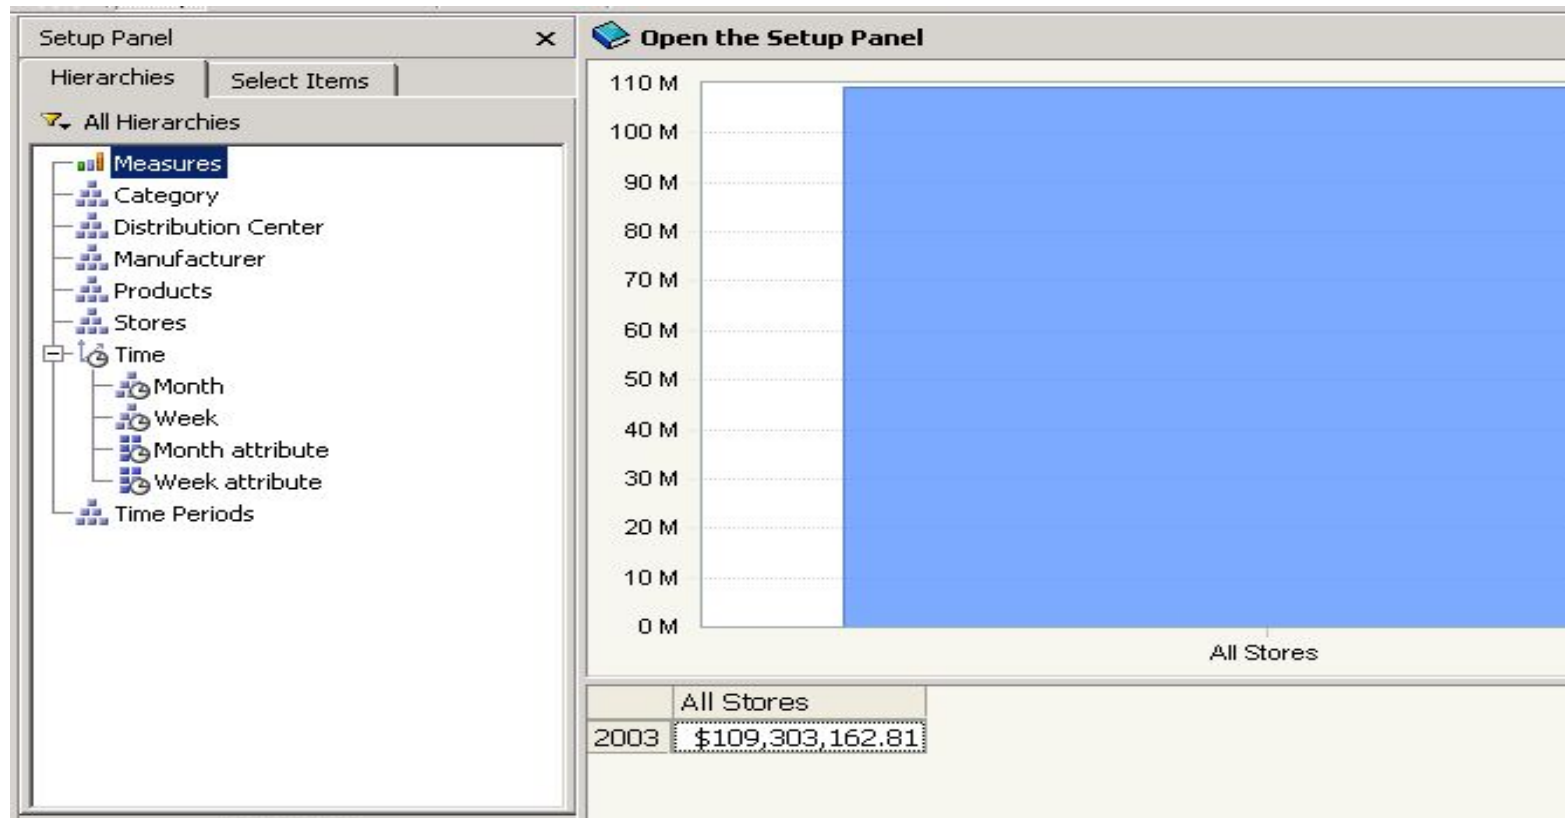 Setup Panel
Hierarchies
Select Items
All Hierarchies
Measures
Category
Distribution Center
Manufacturer
Products
Stores
Time
Month
Week
Month attribute
Week attribute
Time Periods
Open the Setup Panel
110 M
100 M
90 M
80 M
70 M
60 M
50 M
40 M
30 M
20 M
10 M
0 M
All Stores
All Stores
2003 $109,303,162.81